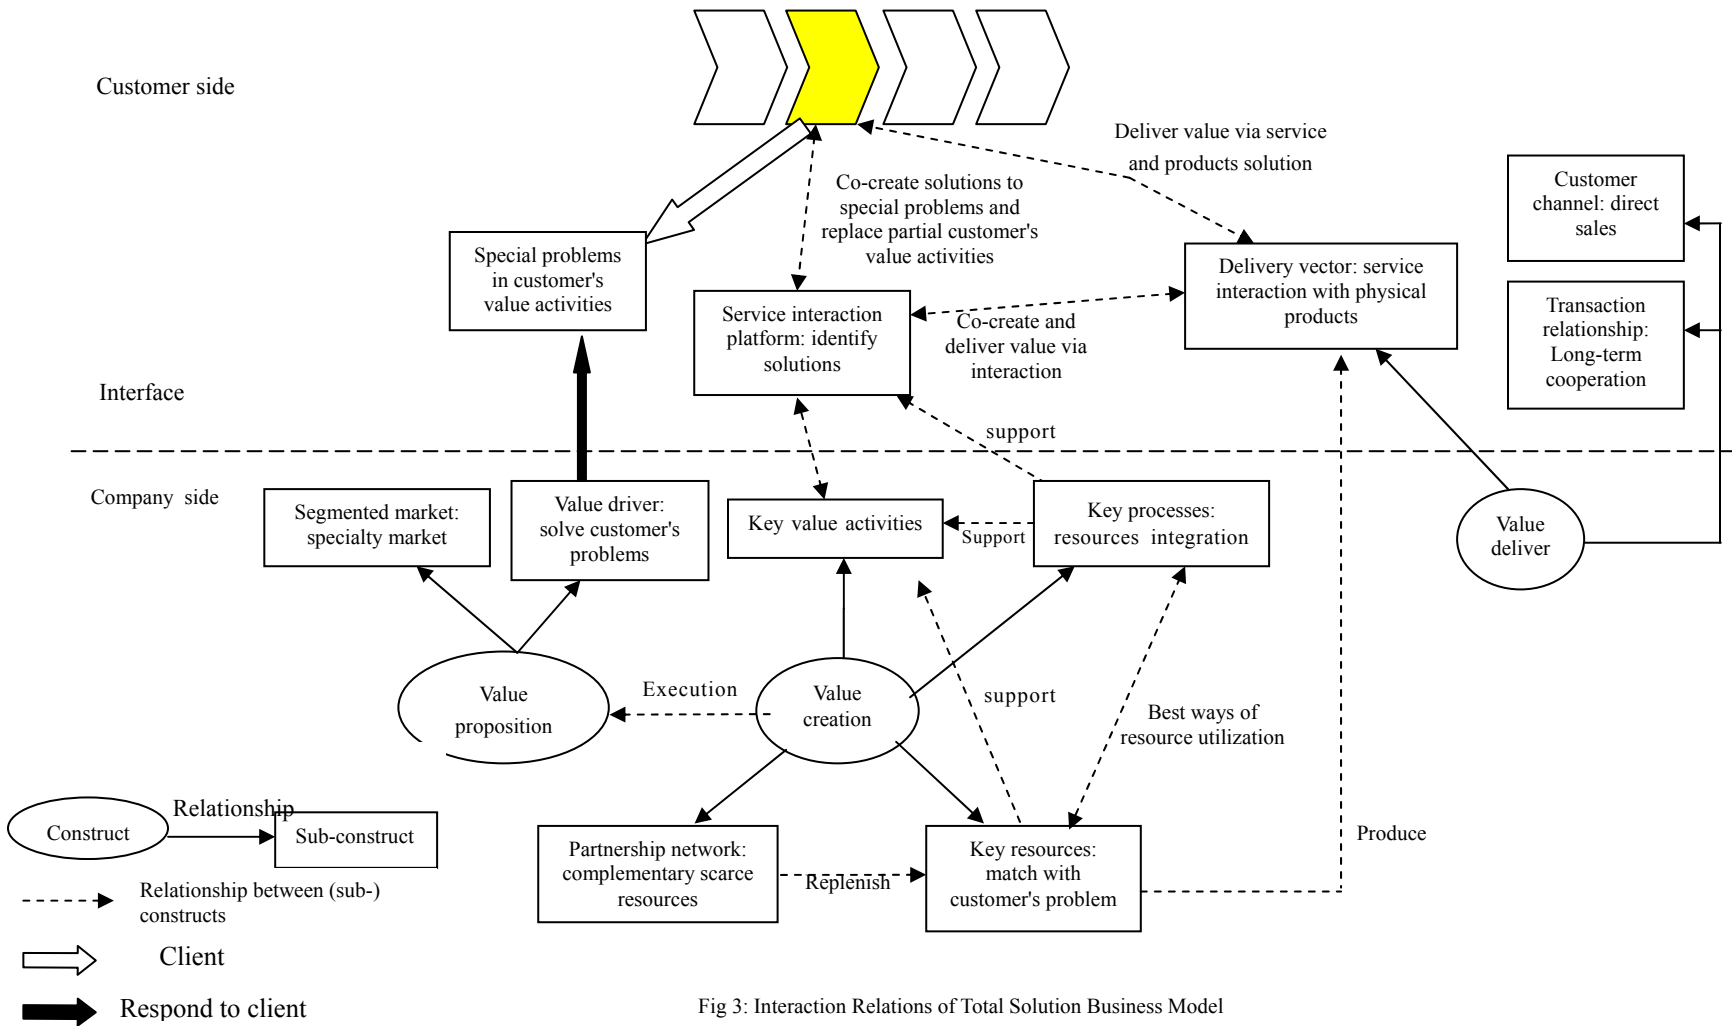 Customer side
Deliver value via service
and products solution
Co-create solutions to
special problems and
replace partial customer's
value activities
Customer
channel: direct
sales
Special problems
in customer's
value activities
Delivery vector: service
interaction with physical
products
Service interaction
platform: identify
solutions
Co-create and
deliver value via
interaction
Transaction
relationship:
Long-term
cooperation
Interface
support
Company side
Segmented market:
specialty market
Value driver:
solve customer's
problems
Key value activities
Support
Key processes:
resources integration
Value
deliver
Value
proposition
Execution
Value
creation
support
Best ways of
resource utilization
Construct
Relationship
Sub-construct
Partnership network:
complementary scarce
resources
Replenish
Key resources:
match with
customer's problem
Produce
Relationship between (sub-)
constructs
Client
Respond to client
Fig 3: Interaction Relations of Total Solution Business Model